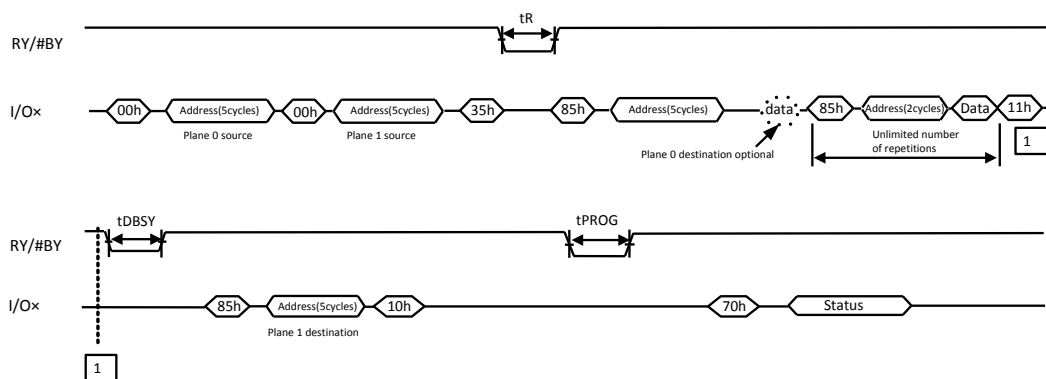 tR
RY/#BY
I/O×
00h Address(5cycles) 00h Address(5cycles) 35h 85h Address(5cycles) data 85h Address(2cycles) Data 11h
Plane 0 source Plane 1 source
Plane 0 destination optional
Unlimited number
of repetitions
1
tDBSY tPROG
RY/#BY
I/O×
85h Address(5cycles) 10h 70h Status
Plane 1 destination
1